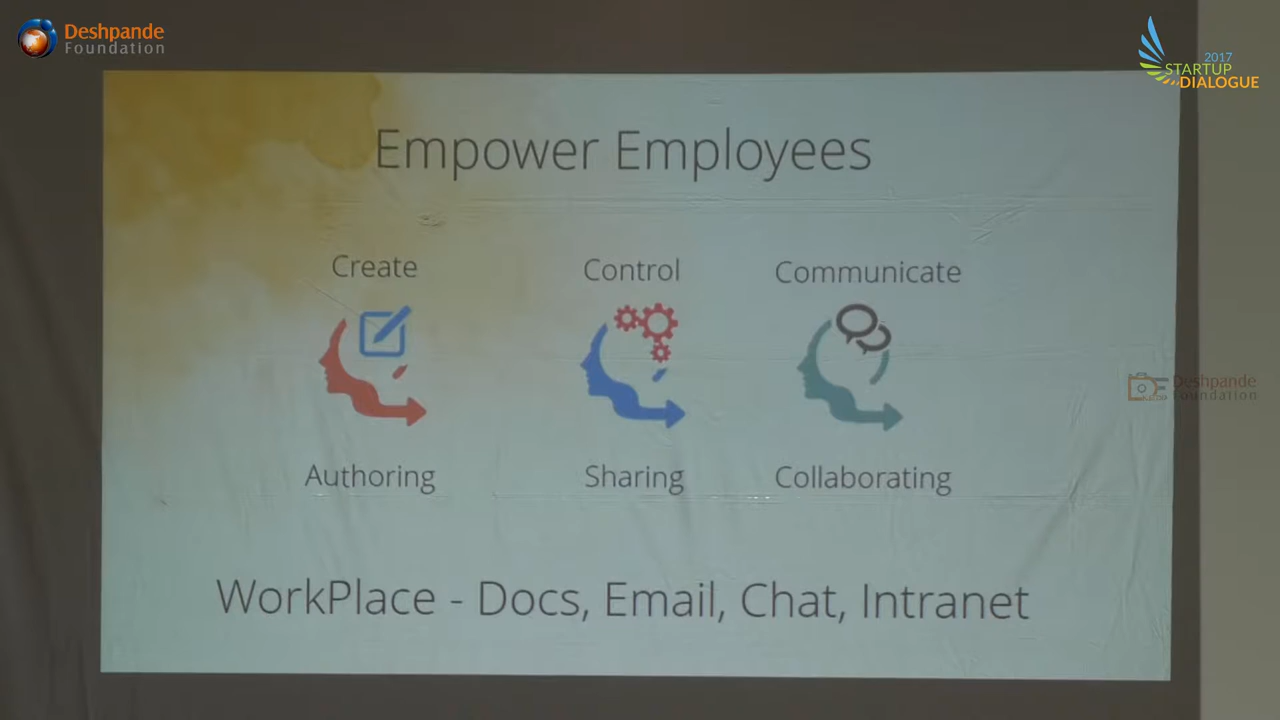 Deshpande
Foundation
2017
STARTUP
DIALOGUE
Empower Employees
Create
Control
Communicate
Authoring
Sharing
Collaborating
WorkPlace - Docs, Email, Chat, Intranet
Deshpande
Foundation